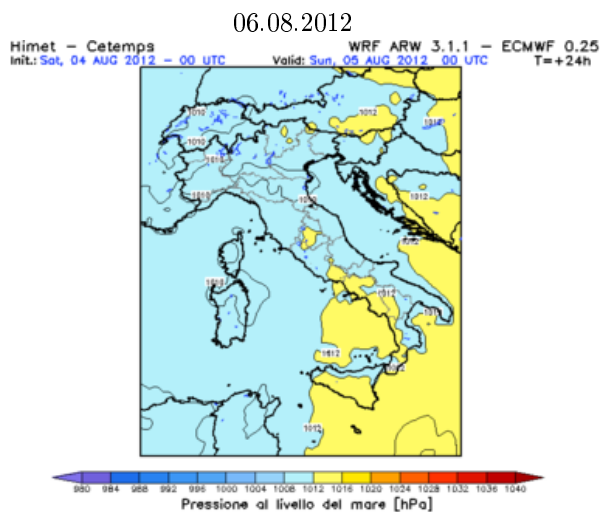 06.08.2012
Himet - Cetemps WRF ARW 3.1.1 - ECMWF 0.25
Init.: Sat, 04 AUG 2012 - 00 UTC Valid: Sun, 05 AUG 2012 00 UTC T=+24h
1010 1012
1010
1010
1010 1012
1012
1010 1012
1012
1012
980 984 988 992 996 1000 1004 1008 1012 1016 1020 1024 1028 1032 1036 1040
Pressione al livello del mare [hPa]